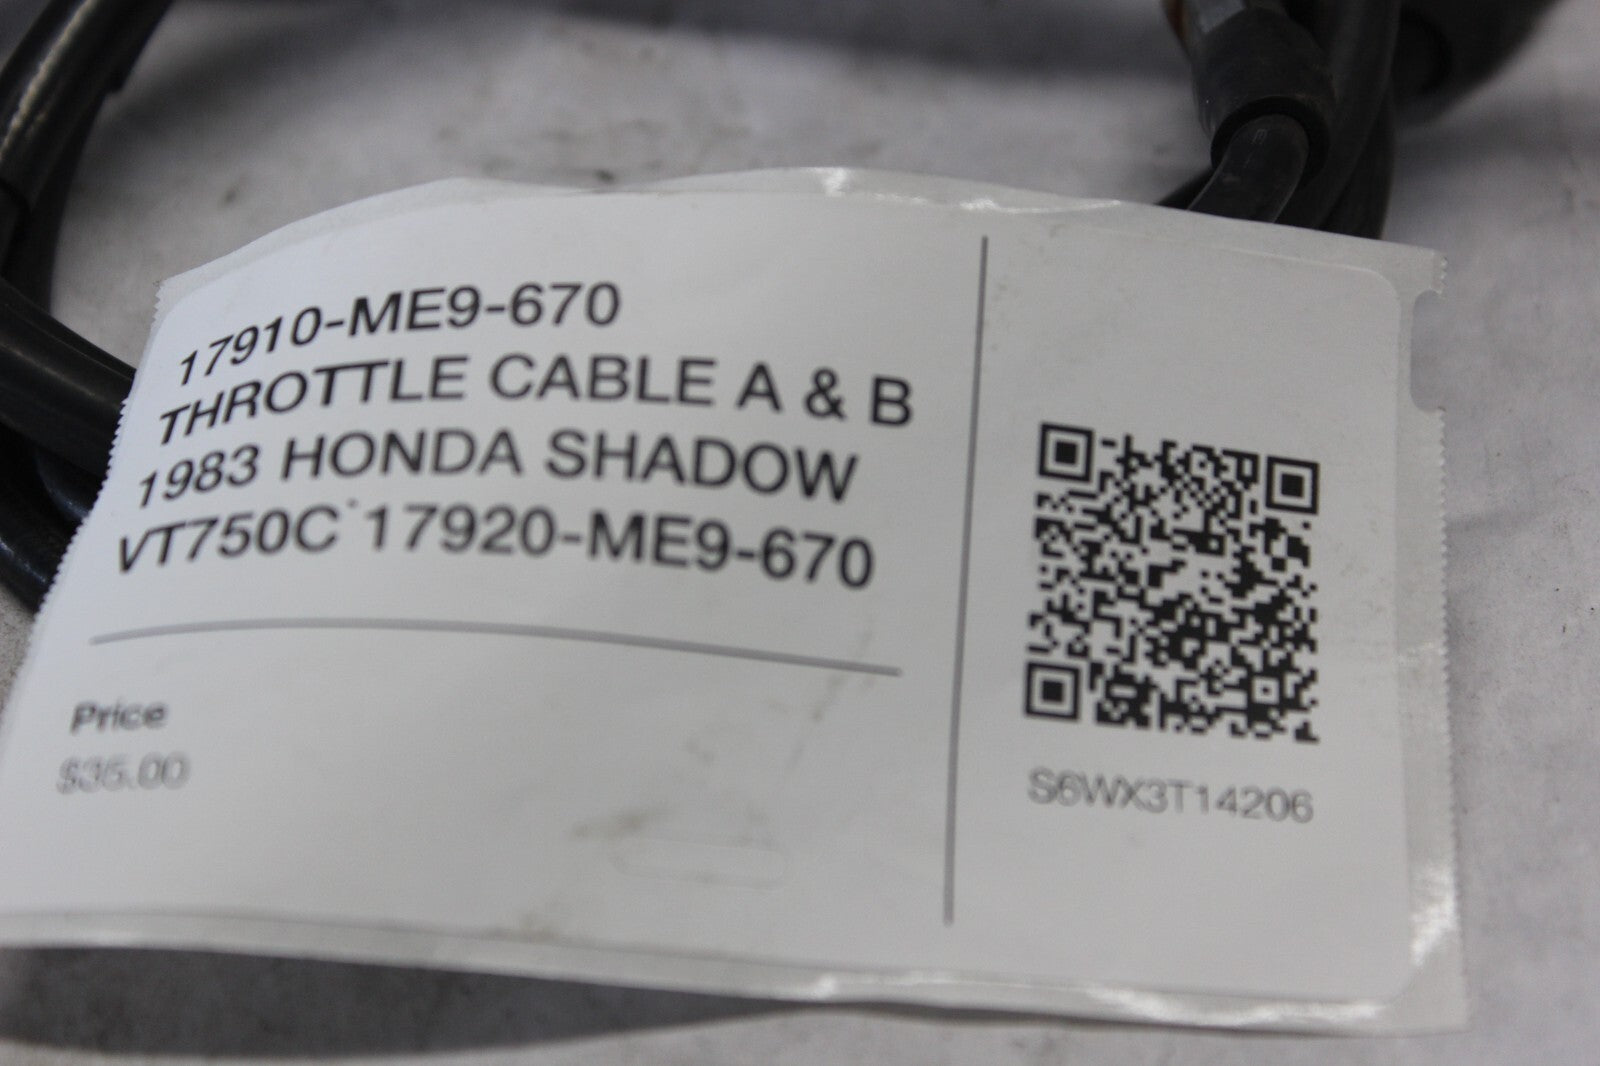 17910-ME9-670
THROTTLE CABLE A & B
1983 HONDA SHADOW
VT750C 17920-ME9-670
Price
$35.00
S6WX3T14206